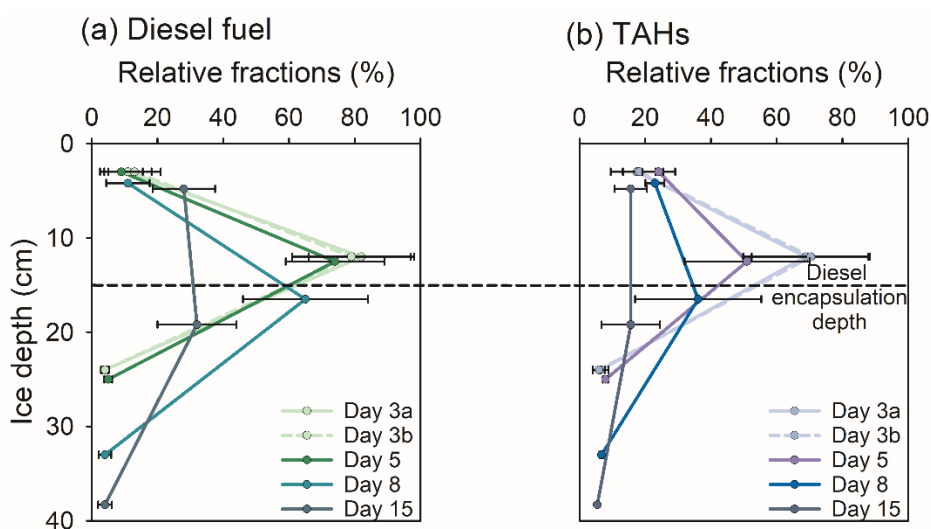 (a) Diesel fuel
Relative fractions (%)
0 20 40 60 80 100
0
10
20
30
40
Ice depth (cm)
Day 3a
Day 3b
Day 5
Day 8
Day 15
(b) TAHs
Relative fractions (%)
0 20 40 60 80 100
Diesel
encapsulation
depth
Day 3a
Day 3b
Day 5
Day 8
Day 15